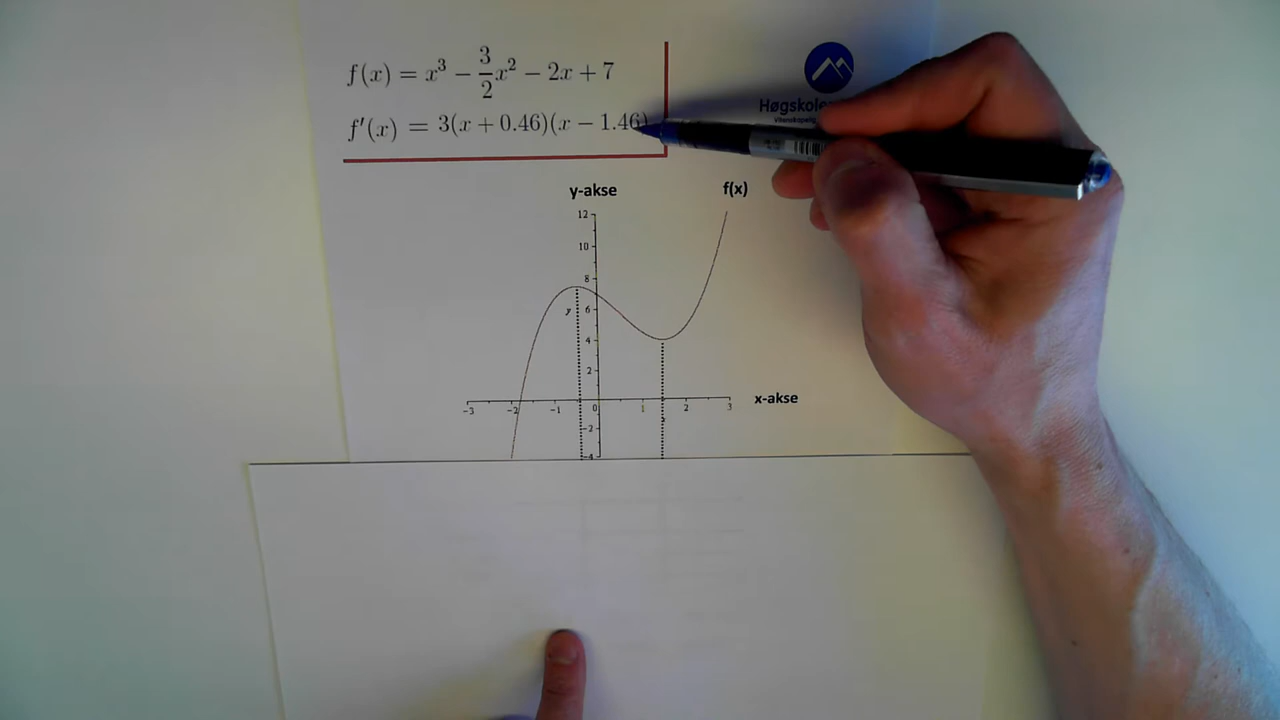 f(x) = x³ − 3/2 x² − 2x + 7
f'(x) = 3(x + 0.46)(x − 1.46)
y-akse
f(x)
12
10
8
y
6
4
2
x-akse
−3
−2
−1
0
1
2
3
−2
−4